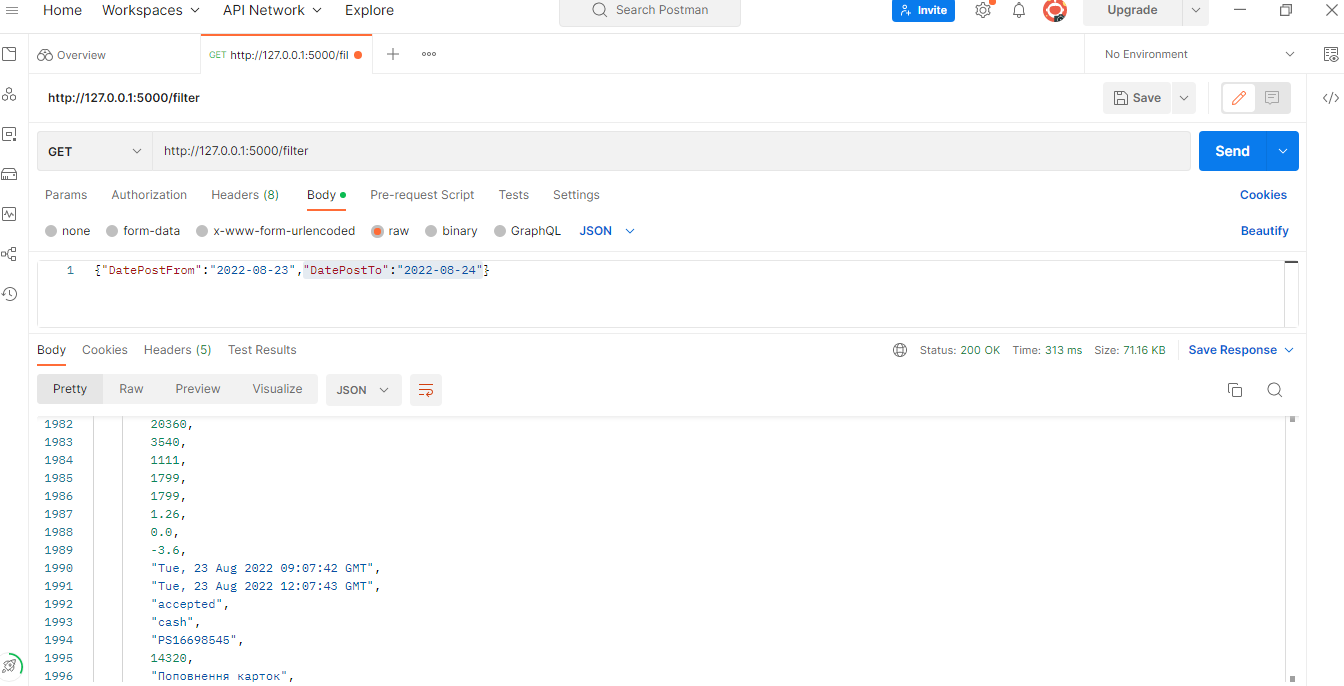 Home Workspaces API Network Explore Search Postman Invite Upgrade
Overview GET http://127.0.0.1:5000/fil No Environment
http://127.0.0.1:5000/filter Save
GET http://127.0.0.1:5000/filter Send
Params Authorization Headers (8) Body Pre-request Script Tests Settings Cookies
none form-data x-www-form-urlencoded raw binary GraphQL JSON Beautify
1 {"DatePostFrom":"2022-08-23","DatePostTo":"2022-08-24"}
Body Cookies Headers (5) Test Results Status: 200 OK Time: 313 ms Size: 71.16 KB Save Response
Pretty Raw Preview Visualize JSON
1982 20360,
1983 3540,
1984 1111,
1985 1799,
1986 1799,
1987 1.26,
1988 0.0,
1989 -3.6,
1990 "Tue, 23 Aug 2022 09:07:42 GMT",
1991 "Tue, 23 Aug 2022 12:07:43 GMT",
1992 "accepted",
1993 "cash",
1994 "PS16698545",
1995 14320,
1996 "Поповнення карток",